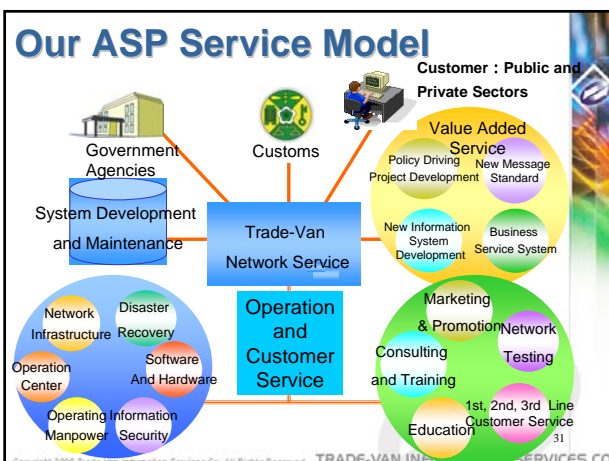 Our ASP Service Model
Customer：Public and
Private Sectors
Government
Agencies
Customs
Value Added
Service
Policy Driving
Project Development
New Message
Standard
System Development
and Maintenance
Trade-Van
Network Service
New Information
System
Development
Business
Service System
Operation
and
Customer
Service
Network
Infrastructure
Disaster
Recovery
Operation
Center
Software
And Hardware
Operating
Manpower
Information
Security
Marketing
& Promotion
Network
Testing
Consulting
and Training
Education
1st, 2nd, 3rd Line
Customer Service
31
TRADE-VAN